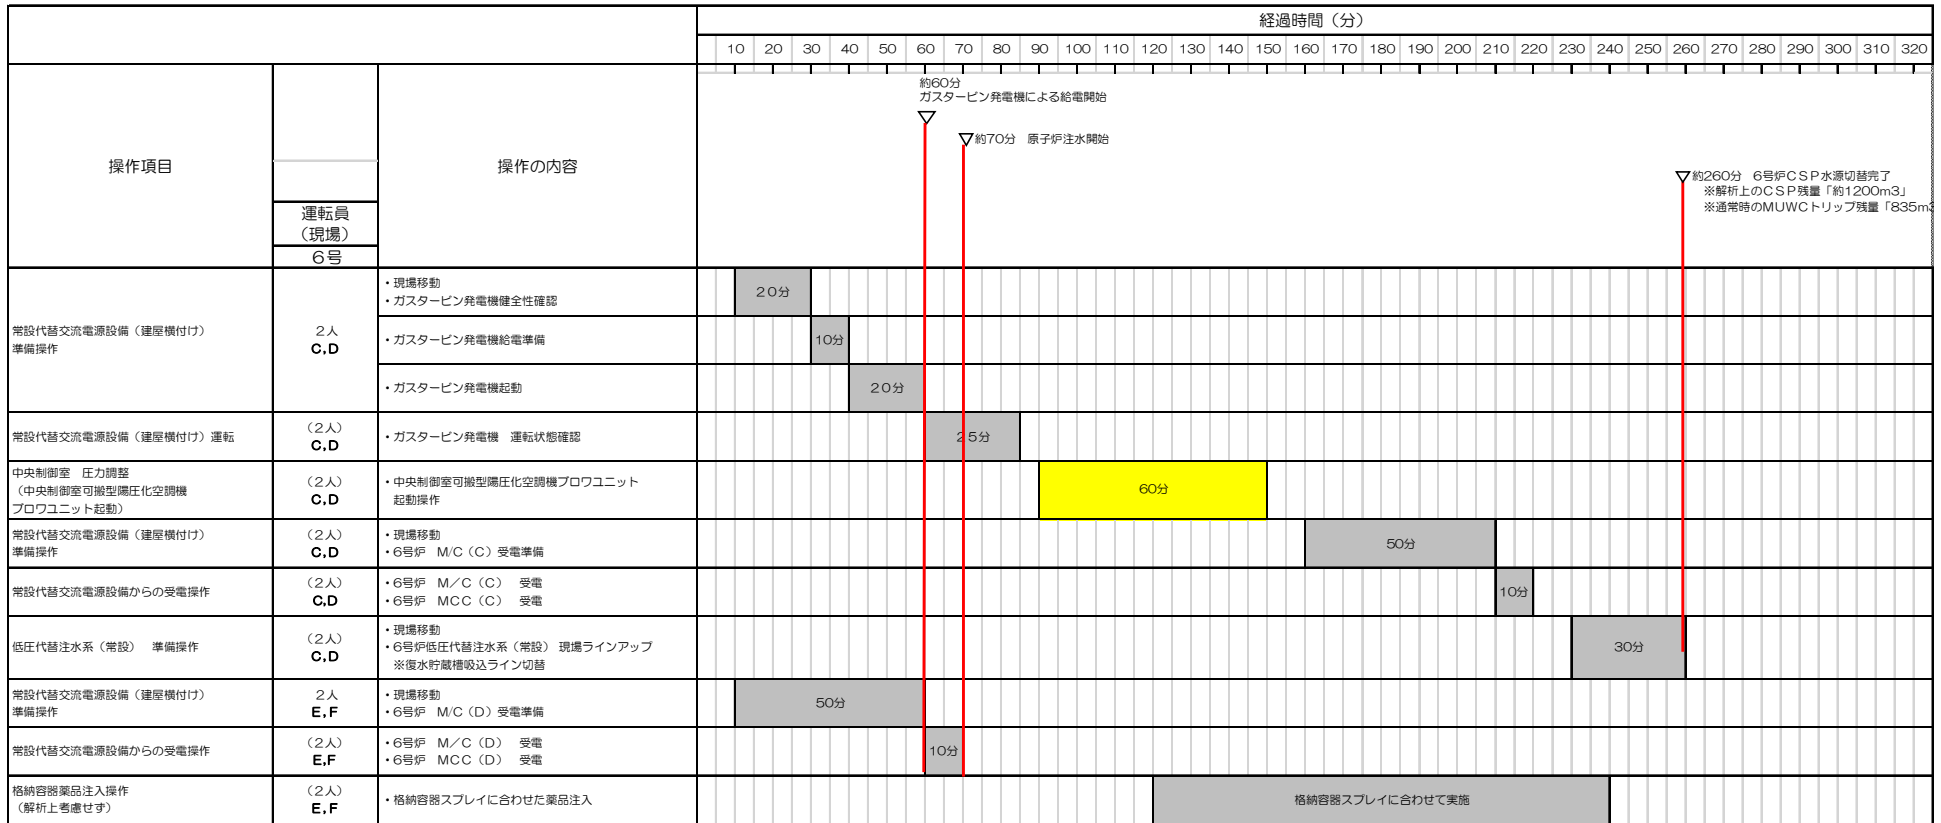 経過時間（分）
10 20 30 40 50 60 70 80 90 100 110 120 130 140 150 160 170 180 190 200 210 220 230 240 250 260 270 280 290 300 310 320
操作項目
運転員
（現場）
6号
操作の内容
約60分
ガスタービン発電機による給電開始
約70分　原子炉注水開始
約260分　6号炉CSP水源切替完了
※解析上のCSP残量「約1200m3」
※通常時のMUWCトリップ残量「835m3
常設代替交流電源設備（建屋横付け）
準備操作
2人
C,D
・現場移動
・ガスタービン発電機健全性確認
20分
・ガスタービン発電機給電準備
10分
・ガスタービン発電機起動
20分
常設代替交流電源設備（建屋横付け）運転
（2人）
C,D
・ガスタービン発電機　運転状態確認
25分
中央制御室　圧力調整
（中央制御室可搬型陽圧化空調機
ブロワユニット起動）
（2人）
C,D
・中央制御室可搬型陽圧化空調機ブロワユニット
起動操作
60分
常設代替交流電源設備（建屋横付け）
準備操作
（2人）
C,D
・現場移動
・6号炉　M/C（C）受電準備
50分
常設代替交流電源設備からの受電操作
（2人）
C,D
・6号炉　M／C（C）　受電
・6号炉　MCC（C）　受電
10分
低圧代替注水系（常設）　準備操作
（2人）
C,D
・現場移動
・6号炉低圧代替注水系（常設） 現場ラインアップ
※復水貯蔵槽吸込ライン切替
30分
常設代替交流電源設備（建屋横付け）
準備操作
2人
E,F
・現場移動
・6号炉　M/C（D）受電準備
50分
常設代替交流電源設備からの受電操作
（2人）
E,F
・6号炉　M／C（D）　受電
・6号炉　MCC（D）　受電
10分
格納容器薬品注入操作
（解析上考慮せず）
（2人）
E,F
・格納容器スプレイに合わせた薬品注入
格納容器スプレイに合わせて実施